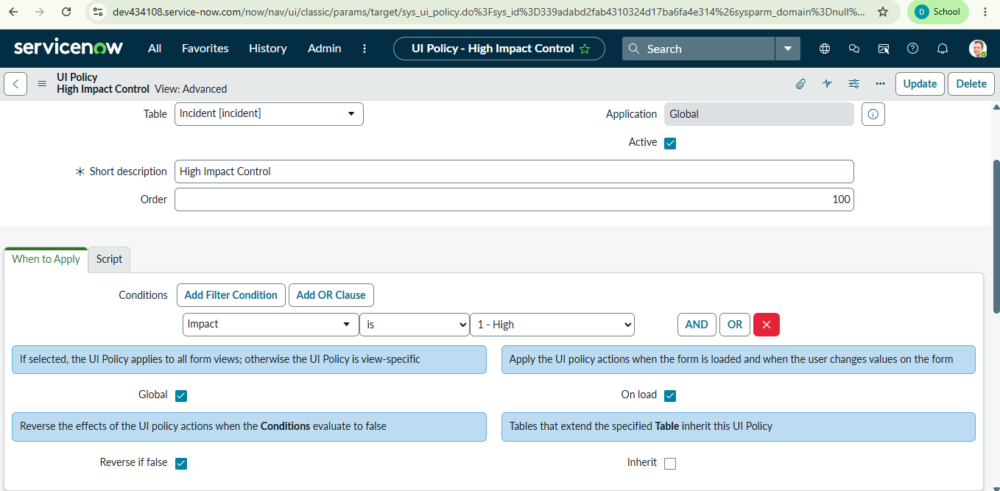 dev434108.service-now.com/now/nav/ui/classic/params/target/sys_ui_policy.do%3Fsys_id%3D339adabd2fab4310324d17ba6fa4e314%26sysparm_domain%3Dnull%...
D School
servicenow All Favorites History Admin UI Policy - High Impact Control Search
UI Policy
High Impact Control View: Advanced
Update Delete
Table Incident [incident] Application Global
Active
Short description High Impact Control
Order 100
When to Apply Script
Conditions Add Filter Condition Add OR Clause
Impact is 1 - High AND OR
If selected, the UI Policy applies to all form views; otherwise the UI Policy is view-specific
Apply the UI policy actions when the form is loaded and when the user changes values on the form
Global On load
Reverse the effects of the UI policy actions when the Conditions evaluate to false
Tables that extend the specified Table inherit this UI Policy
Reverse if false Inherit